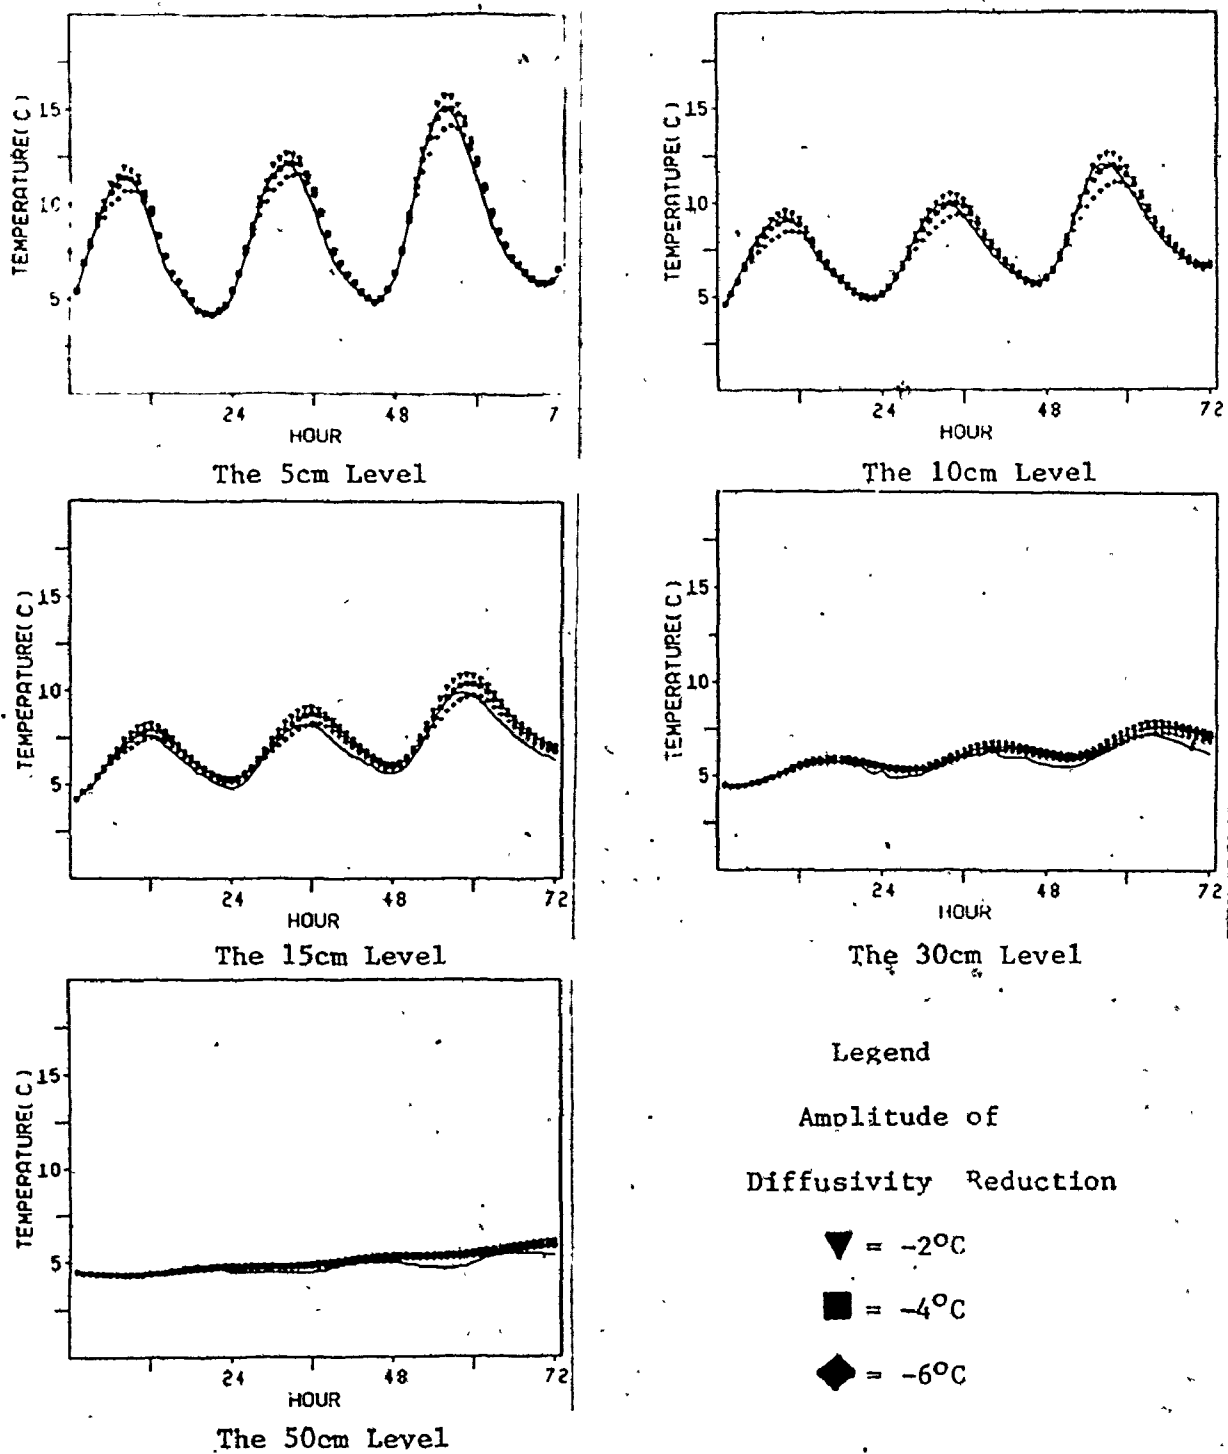 TEMPERATURE(C)
15
10
5
24 48 7
HOUR
The 5cm Level
TEMPERATURE(C)
15
10
5
24 48 72
HOUR
The 10cm Level
TEMPERATURE(C)
15
10
5
24 48 72
HOUR
The 15cm Level
TEMPERATURE(C)
15
10
5
24 48 72
HOUR
The 30cm Level
TEMPERATURE(C)
15
10
5
24 48 72
HOUR
The 50cm Level
Legend
Amplitude of
Diffusivity Reduction
▼ = -2°C
■ = -4°C
◆ = -6°C